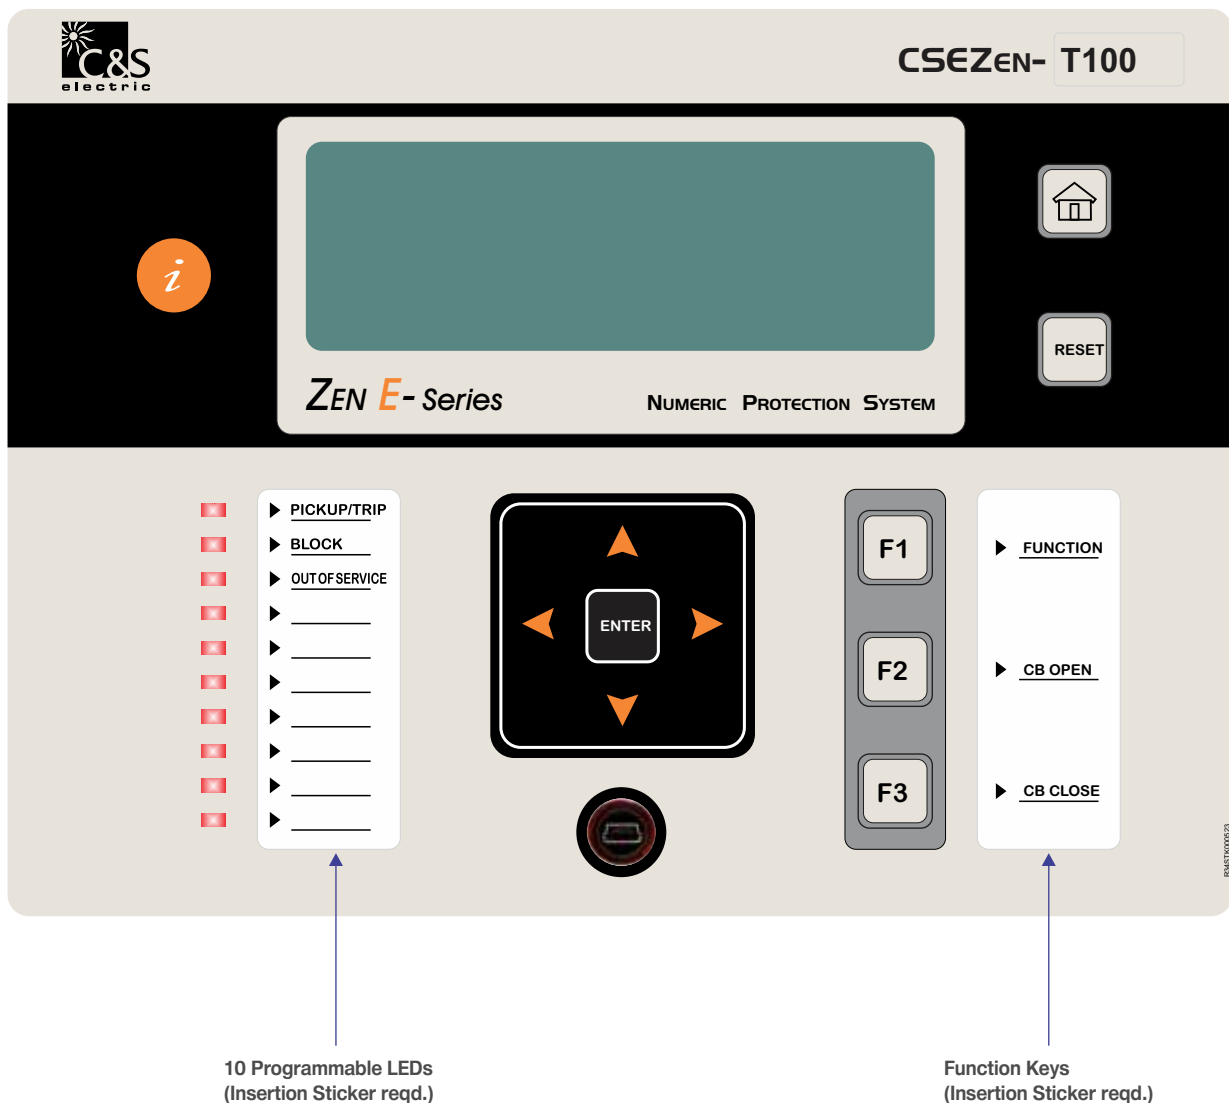 C&S
electric
CSEZEN- T100
i
RESET
ZEN E- Series
NUMERIC PROTECTION SYSTEM
PICKUP/TRIP
BLOCK
OUT OF SERVICE
ENTER
F1
FUNCTION
F2
CB OPEN
F3
CB CLOSE
R34STK000523
10 Programmable LEDs
(Insertion Sticker reqd.)
Function Keys
(Insertion Sticker reqd.)